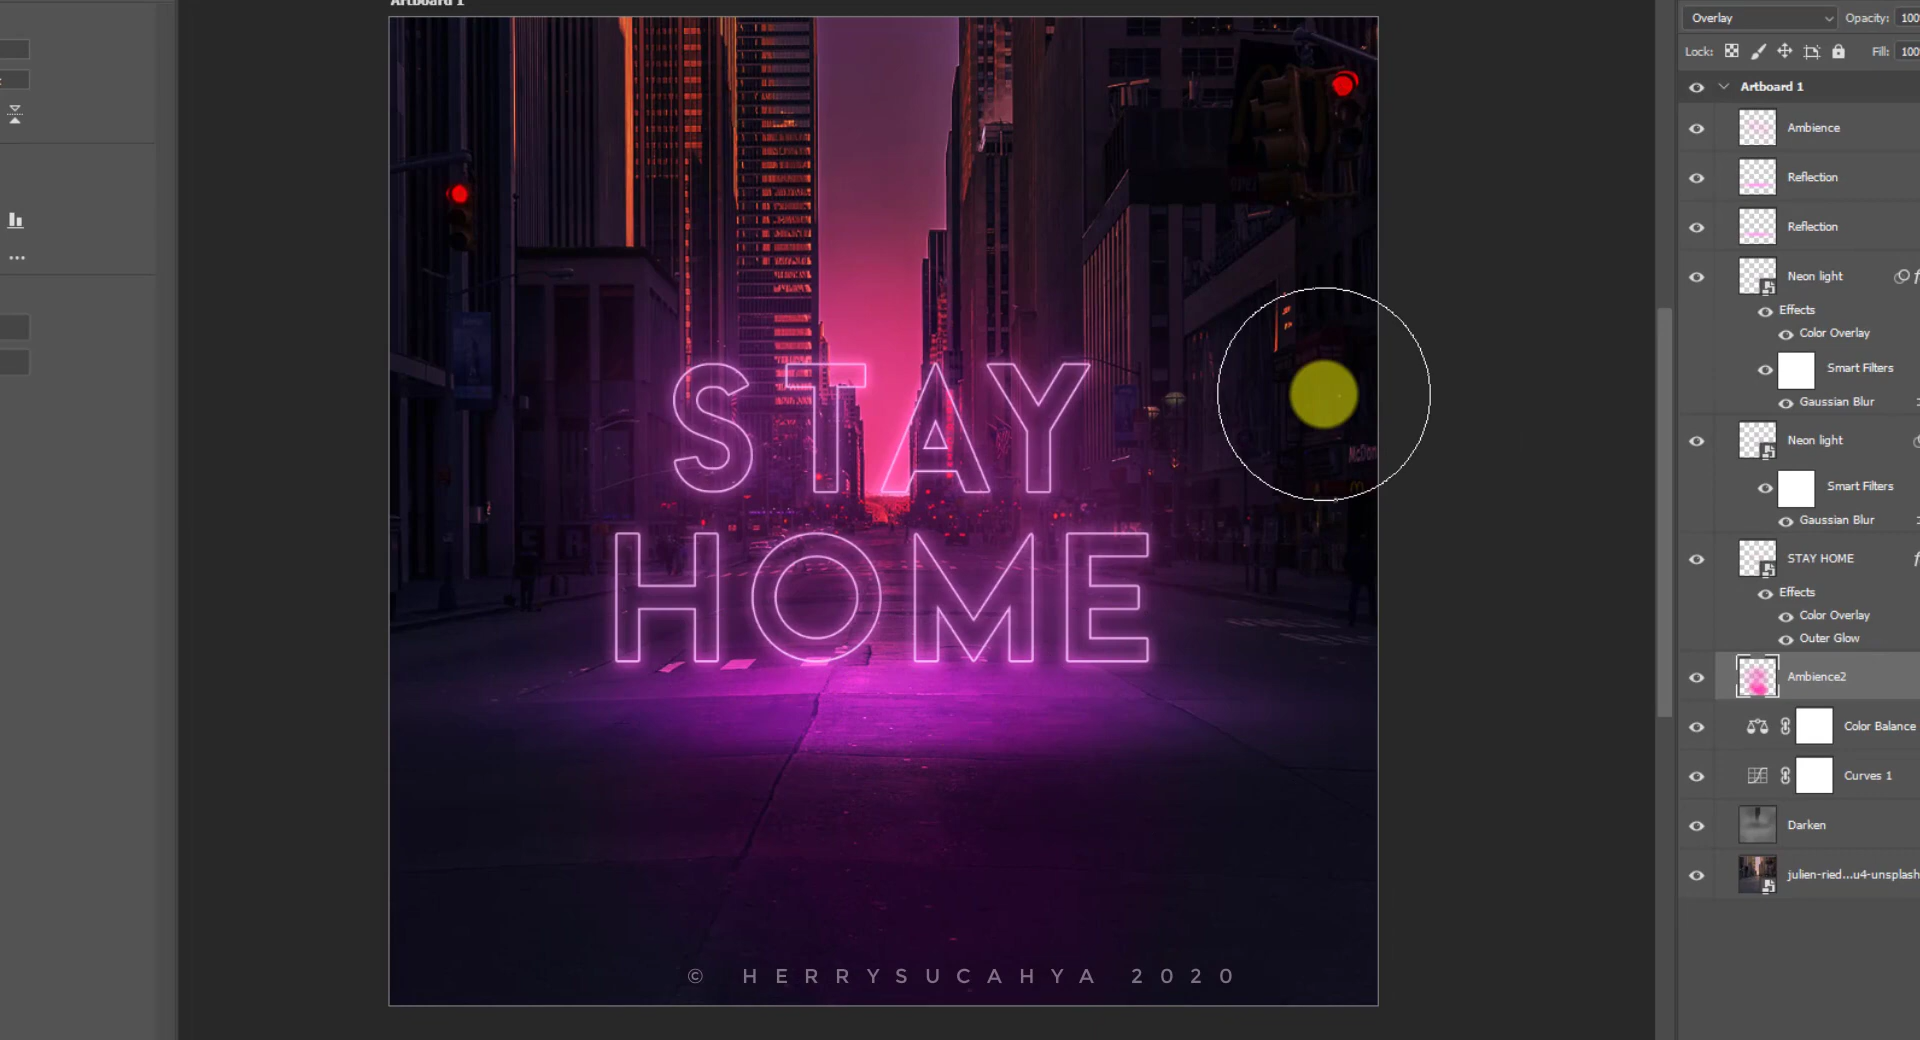 Artboard 1
Overlay
Opacity: 100
Lock:
Fill: 100
Artboard 1
Ambience
Reflection
Reflection
Neon light
Effects
Color Overlay
Smart Filters
Gaussian Blur
Neon light
Smart Filters
Gaussian Blur
STAY HOME
Effects
Color Overlay
Outer Glow
Ambience2
Color Balance
Curves 1
Darken
julien-ried...u4-unsplash
STAY
HOME
© HERRYSUCAHYA 2020